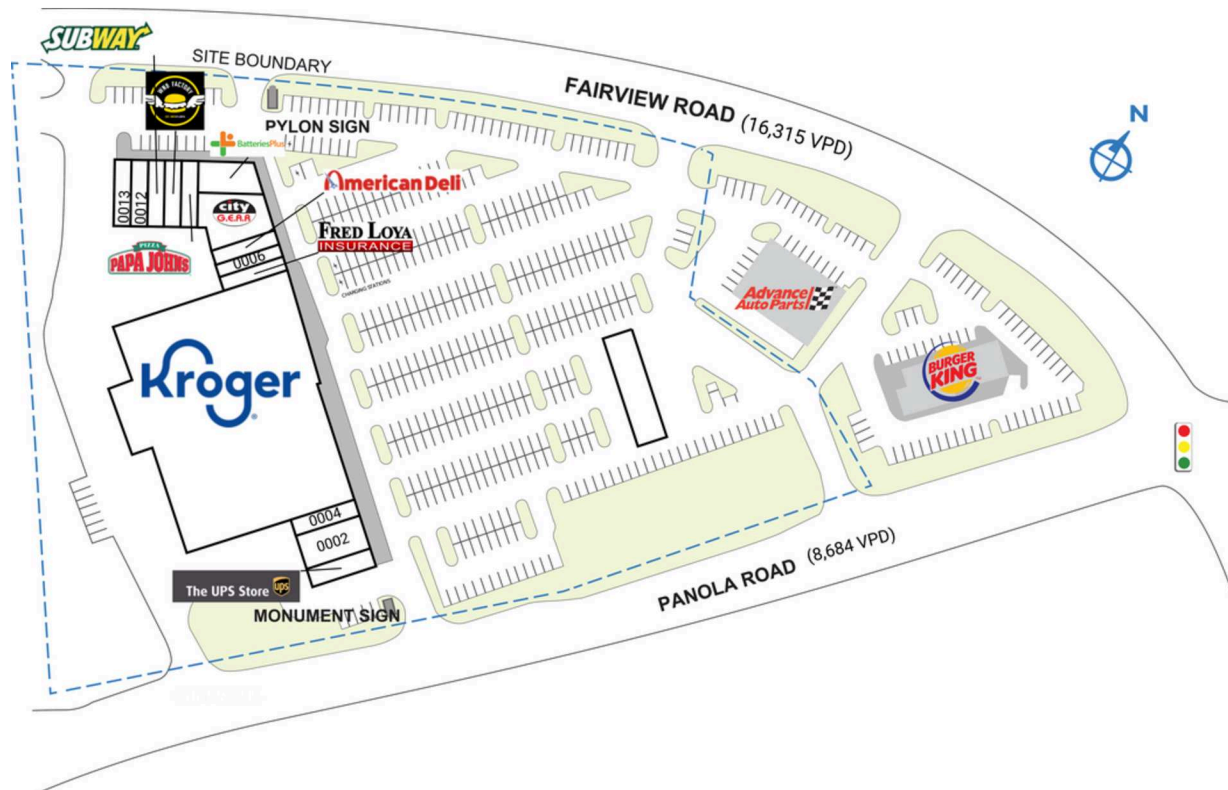 SUBWAY
SITE BOUNDARY
FAIRVIEW ROAD (16,315 VPD)
PYLON SIGN
BatteriesPlus
N
American Deli
0013
0012
city
G.E.A.R
FRED LOYA
INSURANCE
PIZZA
PAPA JOHNS
0006
CHARGING STATIONS
Advance
Auto Parts
Kroger
BURGER
KING
0004
0002
The UPS Store
ups
MONUMENT SIGN
PANOLA ROAD (8,684 VPD)